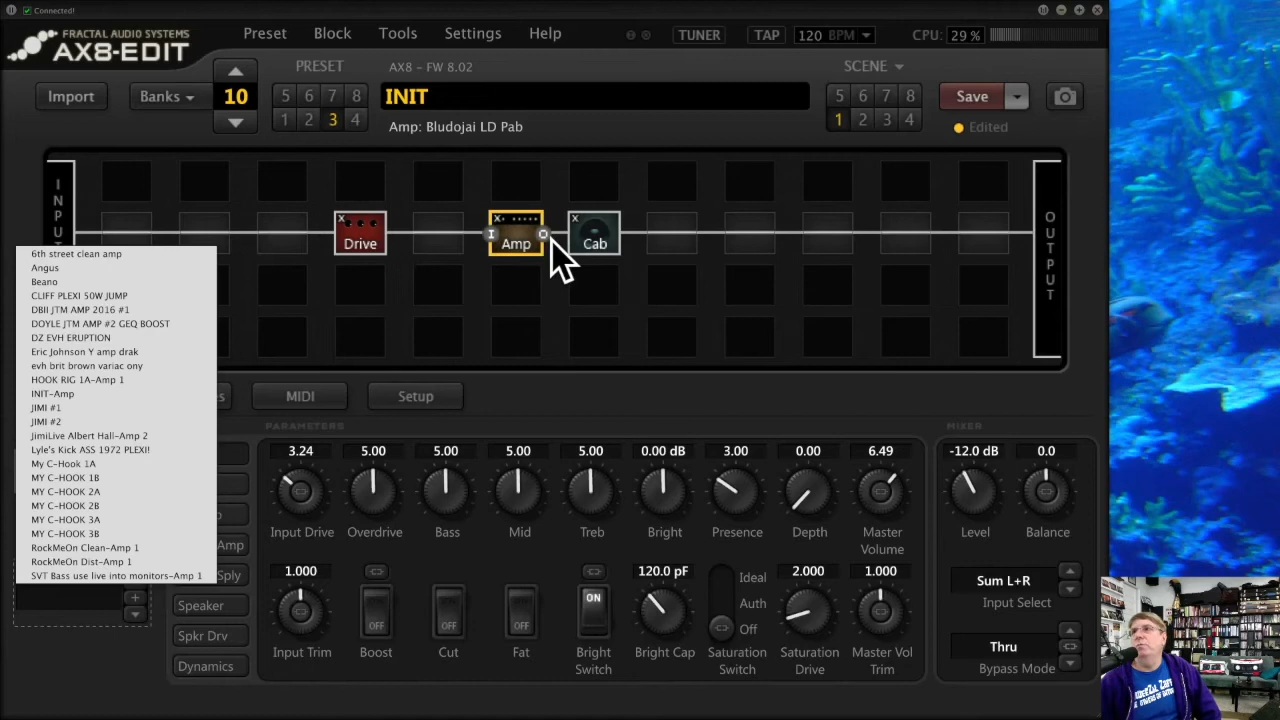 Connected!
FRACTAL AUDIO SYSTEMS
AX8-EDIT
Preset Block Tools Settings Help
TUNER TAP 120 BPM CPU: 29 %
PRESET AX8 - FW 8.02 SCENE
Import Banks 10
5 6 7 8
1 2 3 4
INIT
5 6 7 8
1 2 3 4
Save
Amp: Bludojai LD Pab
Edited
INPUT
X Drive
X I Amp O
X Cab
OUTPUT
6th street clean amp
Angus
Beano
CLIFF PLEXI 50W JUMP
DBII JTM AMP 2016 #1
DOYLE JTM AMP #2 GEQ BOOST
DZ EVH ERUPTION
Eric Johnson Y amp drak
evh brit brown variac ony
HOOK RIG 1A-Amp 1
INIT-Amp
JIMI #1
JIMI #2
JimiLive Albert Hall-Amp 2
Lyle's Kick ASS 1972 PLEXI!
My C-Hook 1A
MY C-HOOK 1B
MY C-HOOK 2A
MY C-HOOK 2B
MY C-HOOK 3A
MY C-HOOK 3B
RockMeOn Clean-Amp 1
RockMeOn Dist-Amp 1
SVT Bass use live into monitors-Amp 1
MIDI Setup
Amp
Speaker
Spkr Drv
Dynamics
PARAMETERS
3.24 5.00 5.00 5.00 5.00 0.00 dB 3.00 0.00 6.49
Input Drive Overdrive Bass Mid Treb Bright Presence Depth Master Volume
1.000 120.0 pF Ideal Auto Off 2.000 1.000
OFF OFF OFF ON
Input Trim Boost Cut Fat Bright Switch Bright Cap Saturation Switch Saturation Drive Master Vol Trim
MIXER
-12.0 dB 0.0
Level Balance
Sum L+R
Input Select
Thru
Bypass Mode